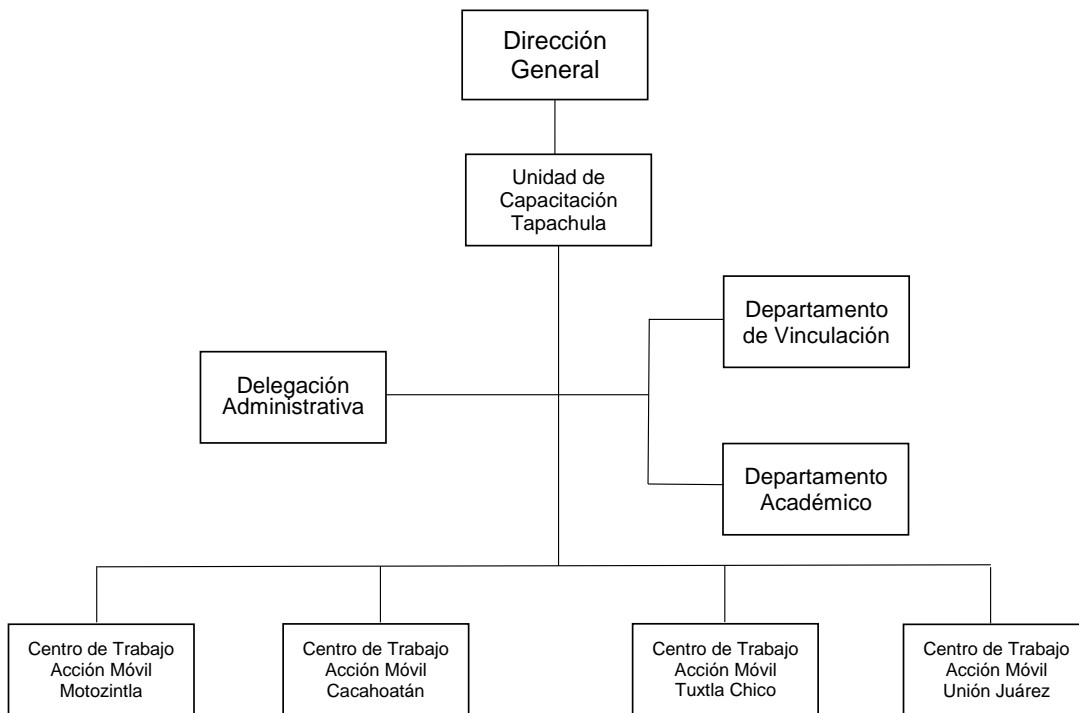 Dirección
General
Unidad de
Capacitación
Tapachula
Departamento
de Vinculación
Delegación
Administrativa
Departamento
Académico
Centro de Trabajo
Acción Móvil
Motozintla
Centro de Trabajo
Acción Móvil
Cacahoatán
Centro de Trabajo
Acción Móvil
Tuxtla Chico
Centro de Trabajo
Acción Móvil
Unión Juárez